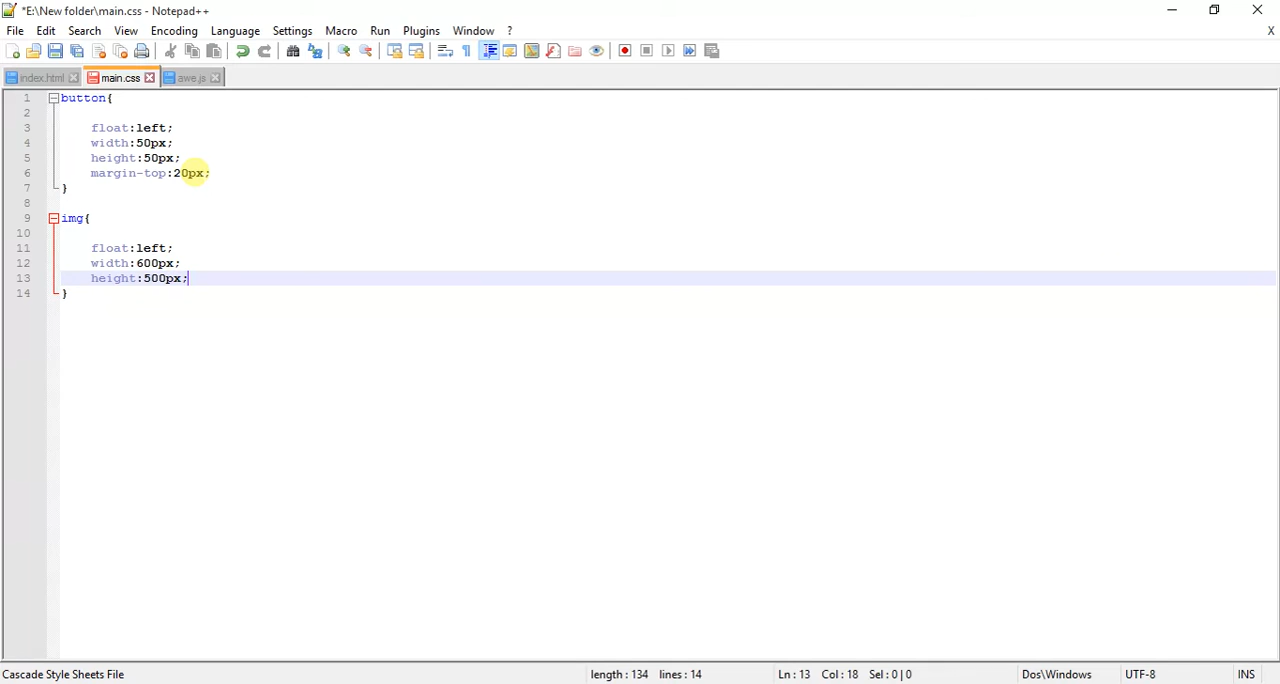 *E:\New folder\main.css - Notepad++
File Edit Search View Encoding Language Settings Macro Run Plugins Window ? X
index.html main.css awe.js
1 button{
2
3 float:left;
4 width:50px;
5 height:50px;
6 margin-top:20px;
7 }
8
9 img{
10
11 float:left;
12 width:600px;
13 height:500px;
14 }
Cascade Style Sheets File length : 134 lines : 14 Ln : 13 Col : 18 Sel : 0 | 0 Dos\Windows UTF-8 INS